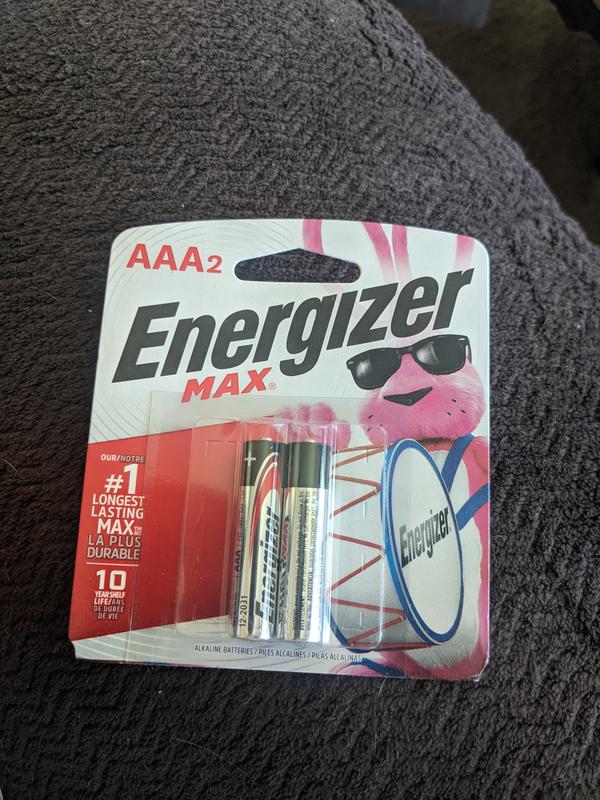 AAA2
Energizer
MAX®
OUR/NOTRE
#1
LONGEST
LASTING
MAX™
LA PLUS
DURABLE
10
YEAR SHELF
LIFE/ANS
DE DURÉE
DE VIE
12-2031
Energizer
MAX
Energizer
ALKALINE BATTERIES / PILES ALCALINES / PILAS ALCALINAS